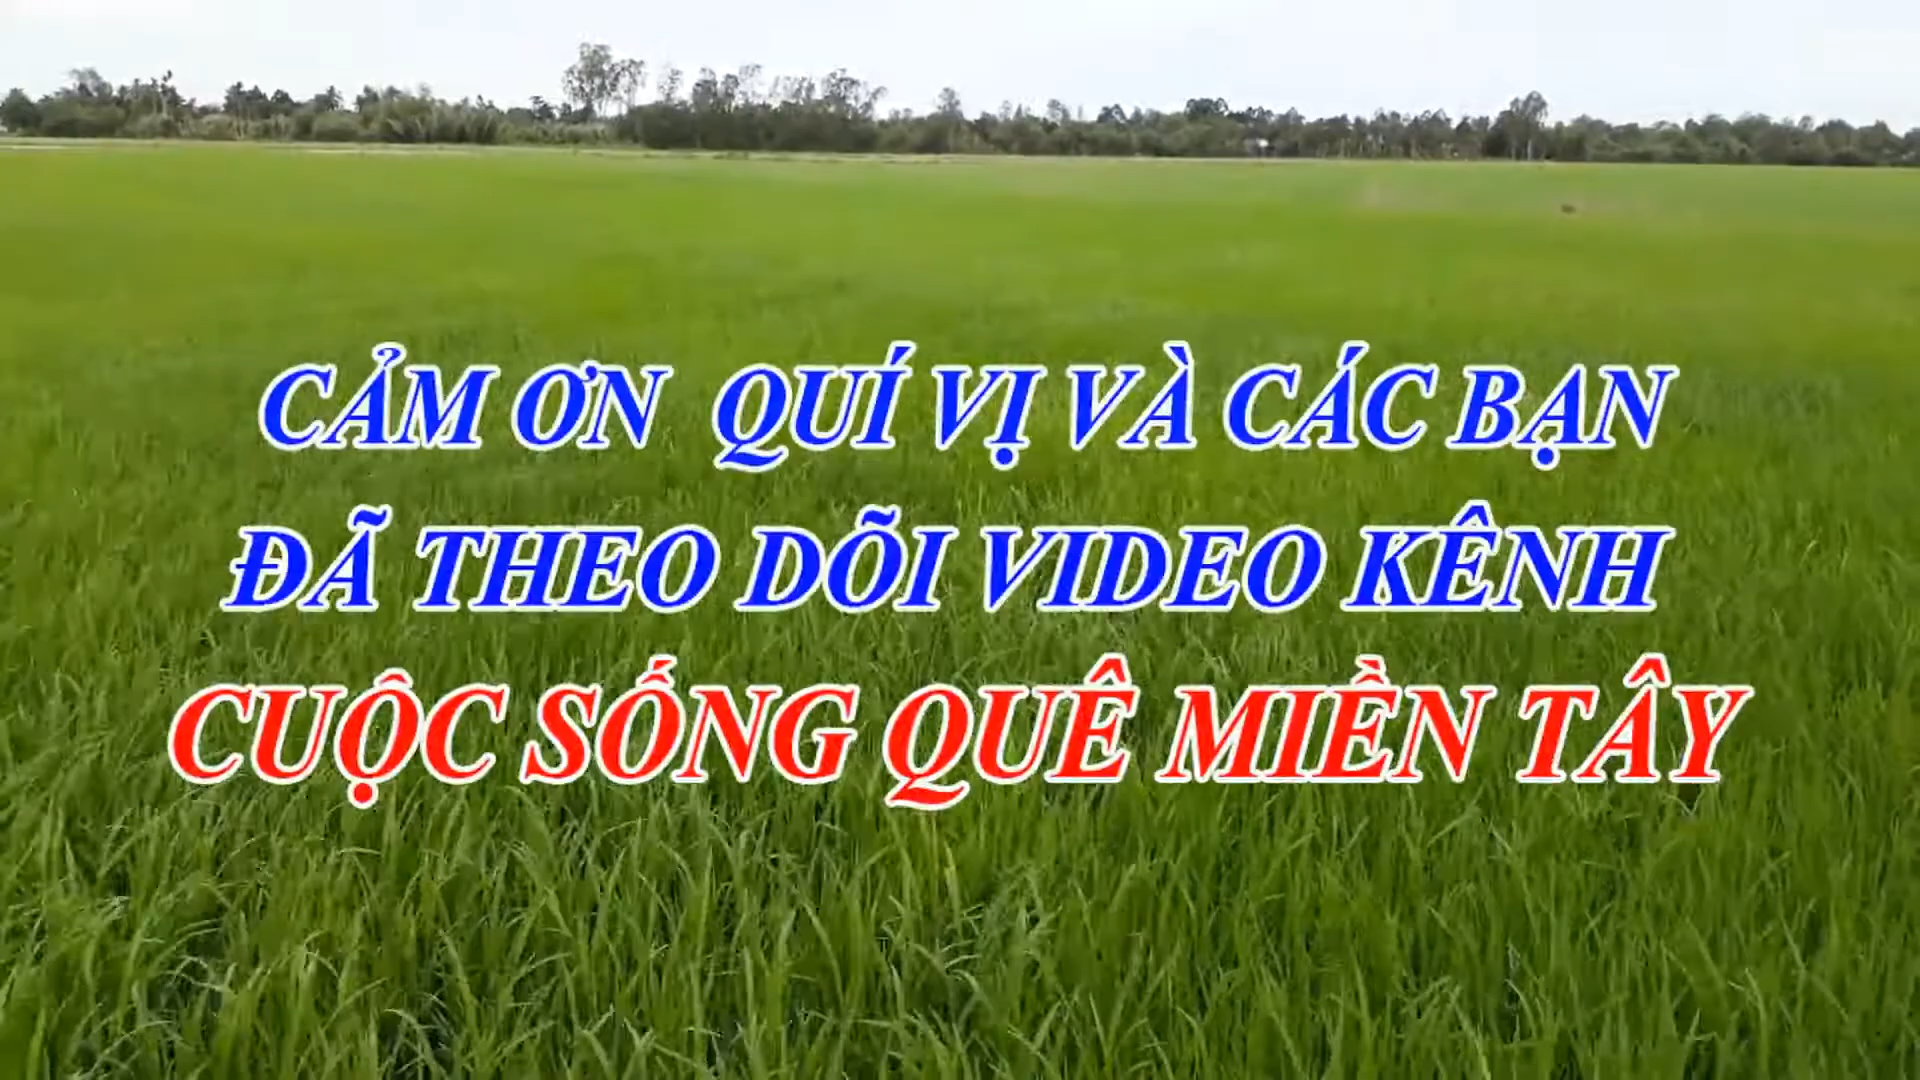 CẢM ƠN QUÍ VỊ VÀ CÁC BẠN
ĐÃ THEO DÕI VIDEO KÊNH
CUỘC SỐNG QUÊ MIỀN TÂY